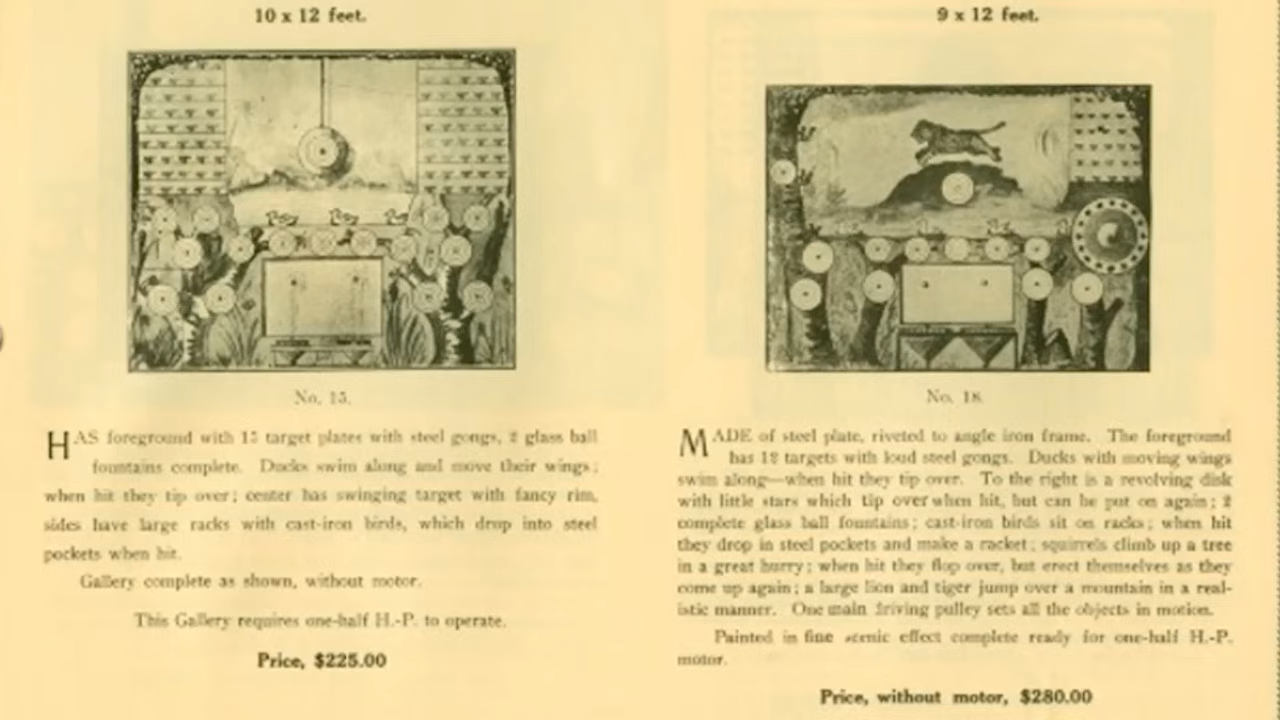 10 x 12 feet.
No. 15.
HAS foreground with 15 target plates with steel gongs, 2 glass ball
fountains complete. Ducks swim along and move their wings;
when hit they tip over; center has swinging target with fancy rim,
sides have large racks with cast-iron birds, which drop into steel
pockets when hit.
Gallery complete as shown, without motor.
This Gallery requires one-half H.-P. to operate.
Price, $225.00
9 x 12 feet.
No. 18.
MADE of steel plate, riveted to angle iron frame. The foreground
has 12 targets with loud steel gongs. Ducks with moving wings
swim along—when hit they tip over. To the right is a revolving disk
with little stars which tip over when hit, but can be put on again; 2
complete glass ball fountains; cast-iron birds sit on racks; when hit
they drop in steel pockets and make a racket; squirrels climb up a tree
in a great hurry; when hit they flop over, but erect themselves as they
come up again; a large lion and tiger jump over a mountain in a real-
istic manner. One main driving pulley sets all the objects in motion.
Painted in fine scenic effect complete ready for one-half H.-P.
motor.
Price, without motor, $280.00